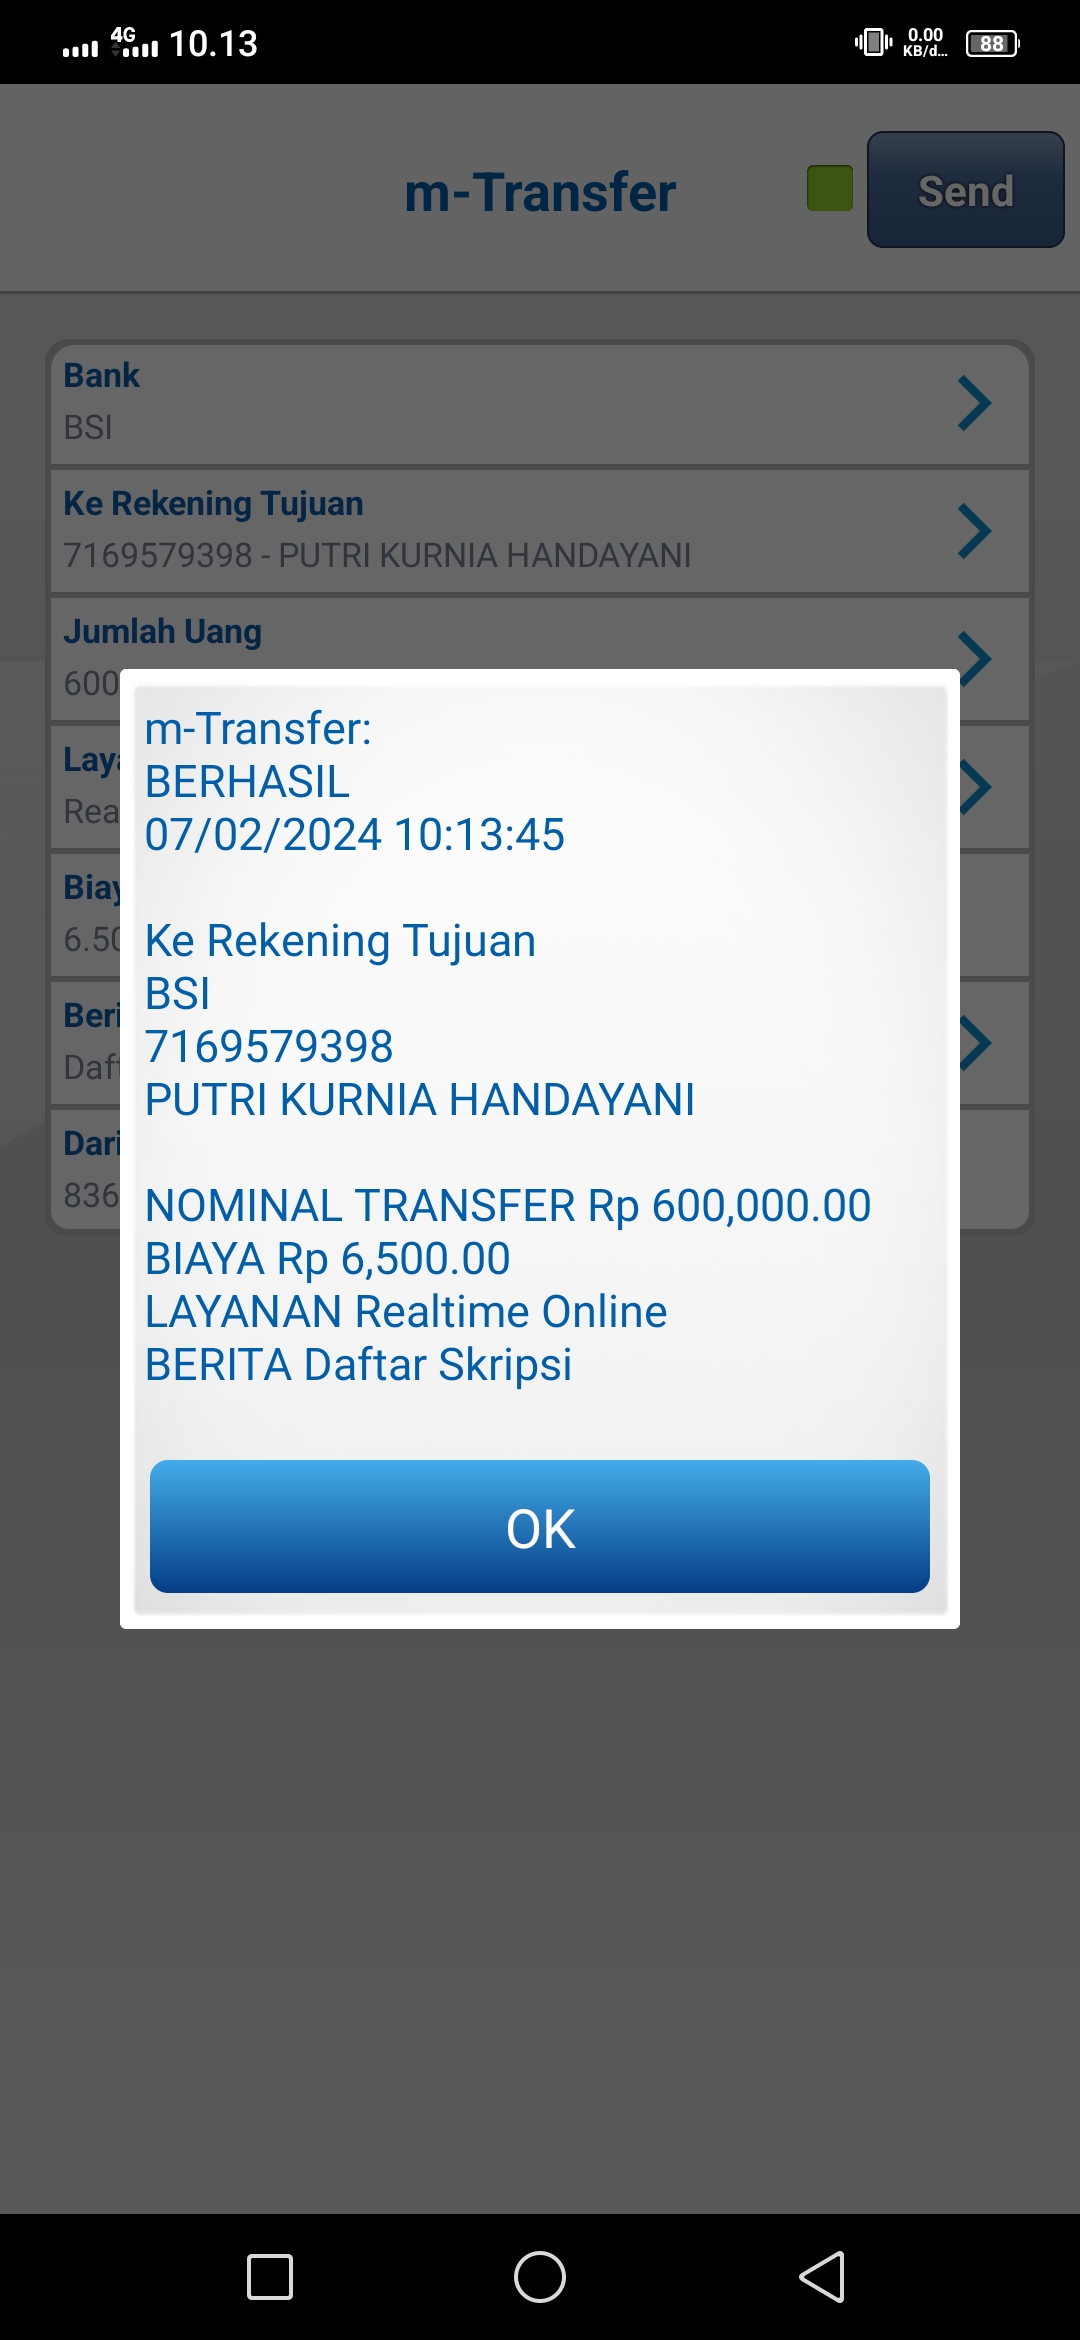 4G 10.13 0.00 KB/d... 88
m-Transfer
Send
Bank
BSI
Ke Rekening Tujuan
7169579398 - PUTRI KURNIA HANDAYANI
Jumlah Uang
600
m-Transfer:
BERHASIL
07/02/2024 10:13:45
Ke Rekening Tujuan
BSI
7169579398
PUTRI KURNIA HANDAYANI
NOMINAL TRANSFER Rp 600,000.00
BIAYA Rp 6,500.00
LAYANAN Realtime Online
BERITA Daftar Skripsi
OK
Rea
6.50
Beri
Daft
Dari
836